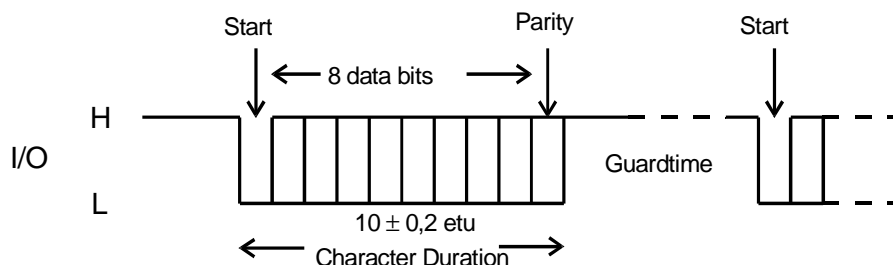 Start
Parity
Start
8 data bits
H
I/O
Guardtime
L
10 ± 0,2 etu
Character Duration